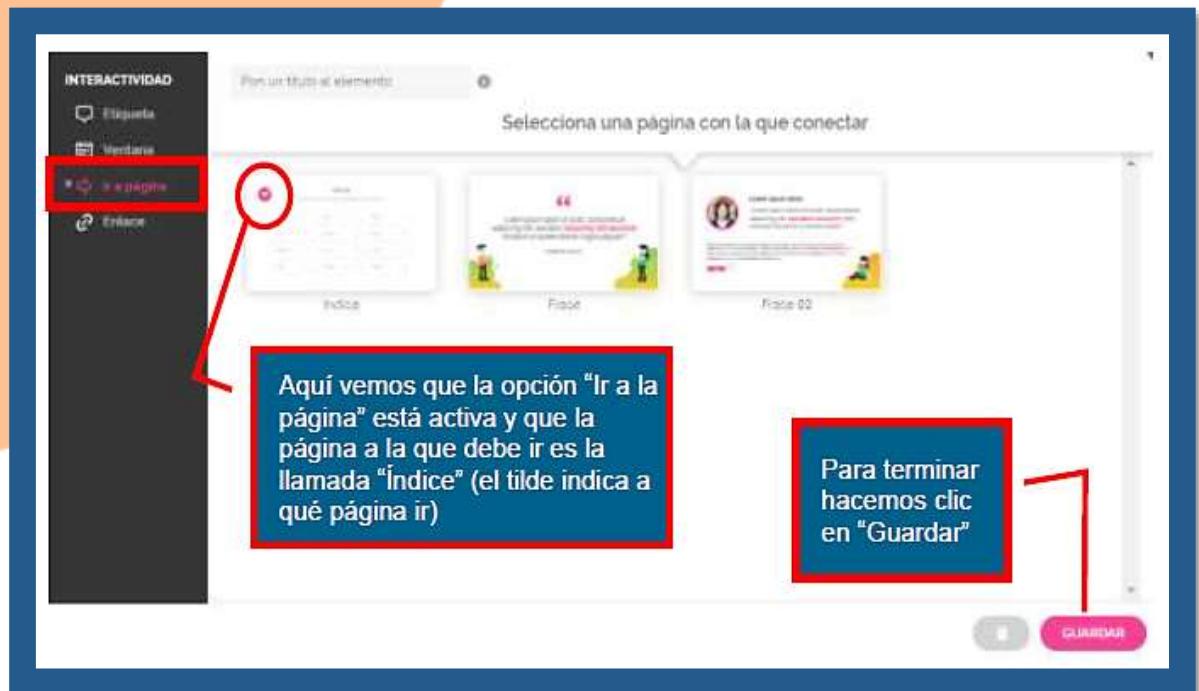 INTERACTIVIDAD
Etiqueta
Ventana
Ir a página
Enlace
Pon un título al elemento
Selecciona una página con la que conectar
Índice
Frase
Frase 02
Aquí vemos que la opción “Ir a la
página” está activa y que la
página a la que debe ir es la
llamada “Índice” (el tilde indica a
qué página ir)
Para terminar
hacemos clic
en “Guardar”
GUARDAR